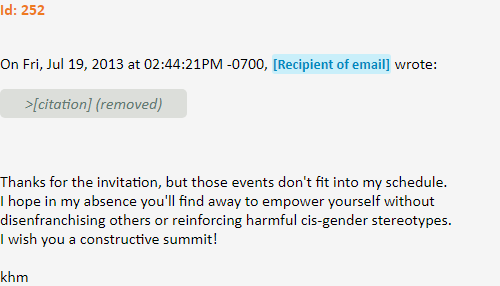 Id: 252
On Fri, Jul 19, 2013 at 02:44:21PM -0700, [Recipient of email] wrote:
>[citation] (removed)
Thanks for the invitation, but those events don't fit into my schedule.
I hope in my absence you'll find away to empower yourself without
disenfranchising others or reinforcing harmful cis-gender stereotypes.
I wish you a constructive summit!
khm